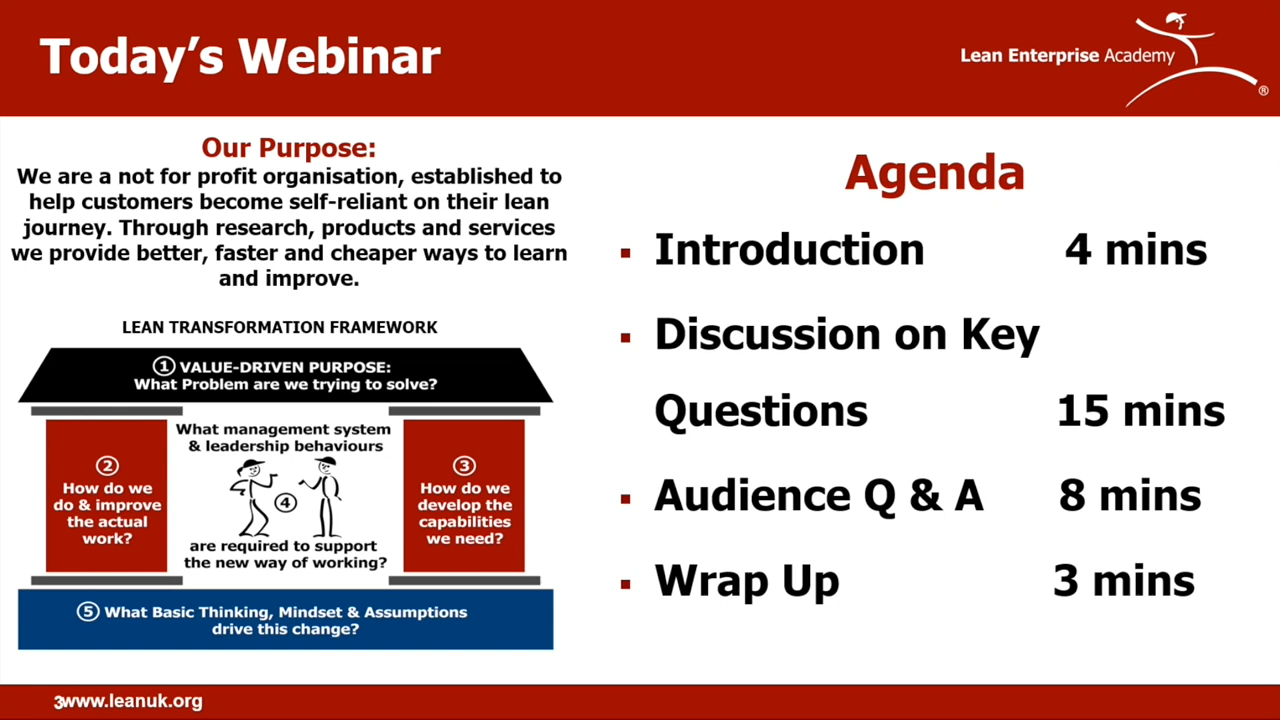 Today's Webinar
Lean Enterprise Academy
®
Our Purpose:
We are a not for profit organisation, established to
help customers become self-reliant on their lean
journey. Through research, products and services
we provide better, faster and cheaper ways to learn
and improve.
LEAN TRANSFORMATION FRAMEWORK
① VALUE-DRIVEN PURPOSE:
What Problem are we trying to solve?
②
How do we
do & improve
the actual
work?
What management system
& leadership behaviours
④
are required to support
the new way of working?
③
How do we
develop the
capabilities
we need?
⑤ What Basic Thinking, Mindset & Assumptions
drive this change?
Agenda
▪ Introduction 4 mins
▪ Discussion on Key
Questions 15 mins
▪ Audience Q & A 8 mins
▪ Wrap Up 3 mins
3www.leanuk.org